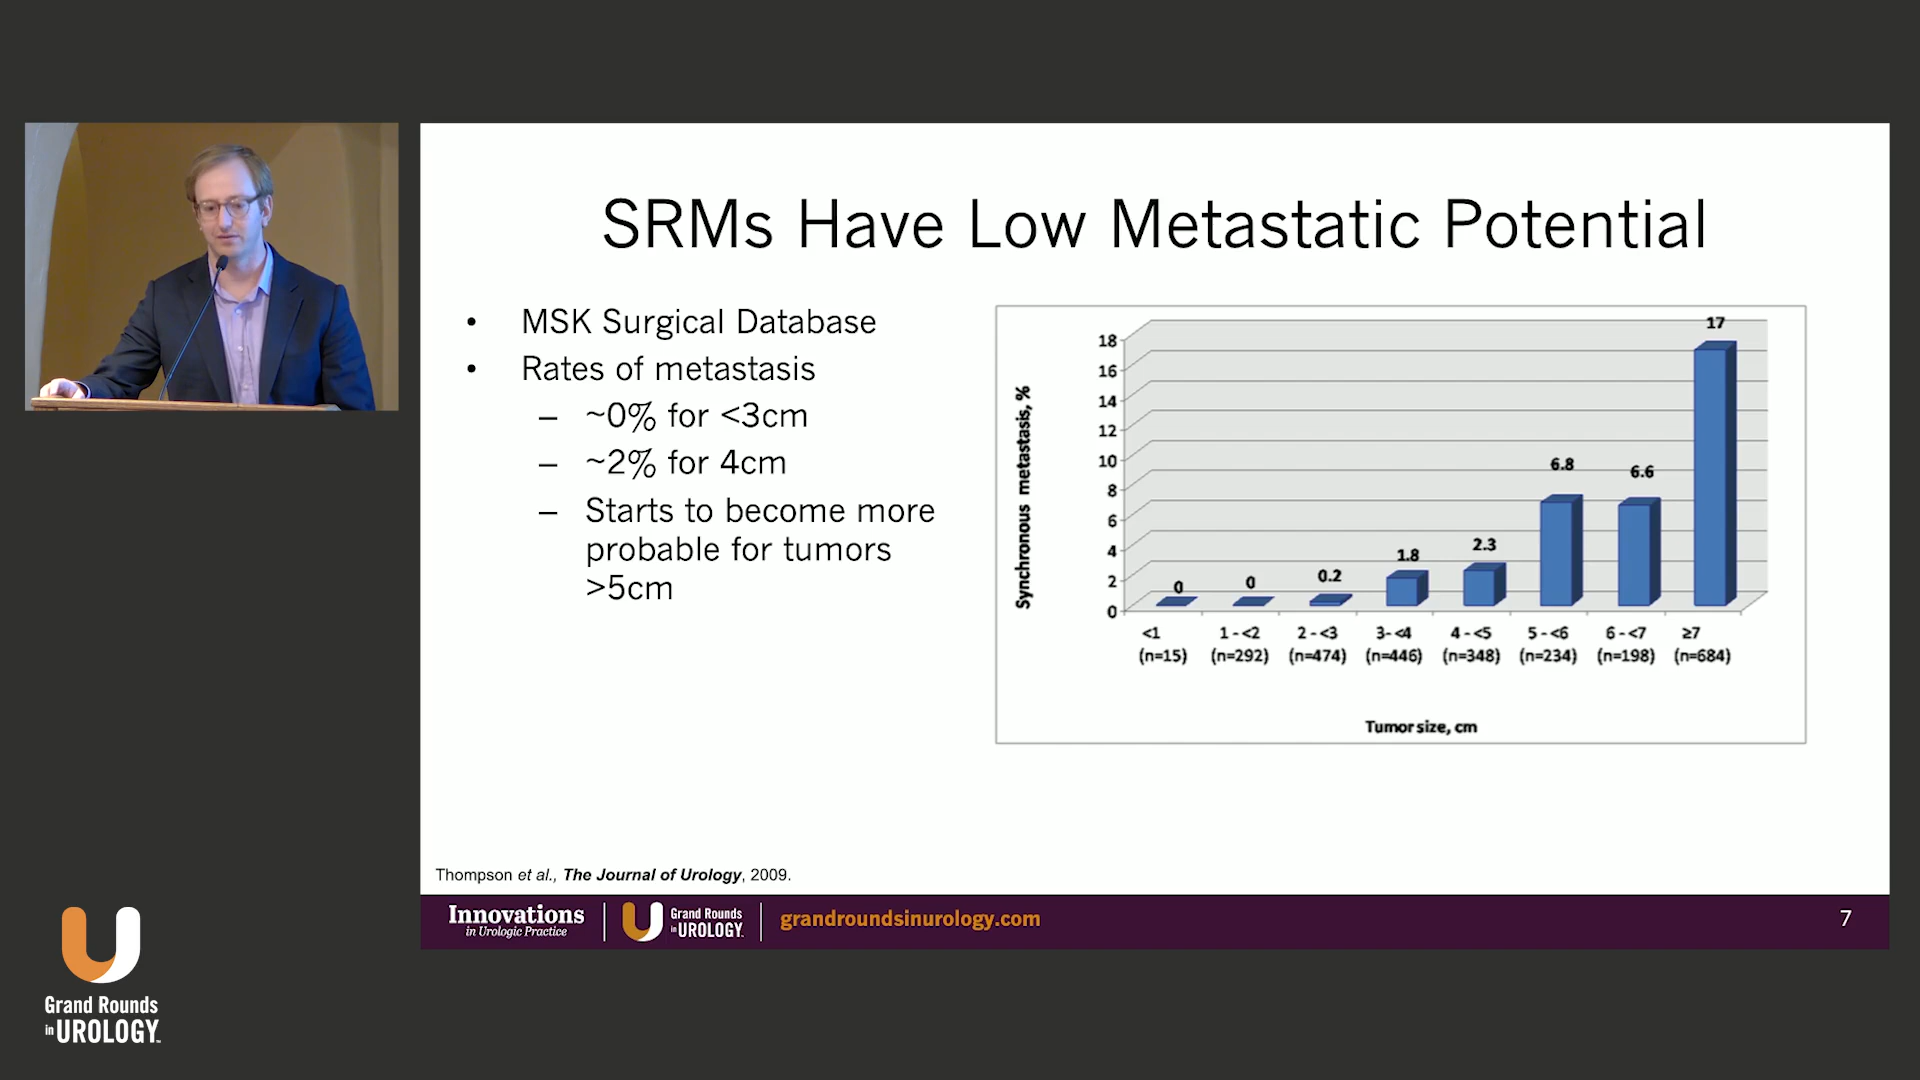 SRMs Have Low Metastatic Potential
• MSK Surgical Database
• Rates of metastasis
– ~0% for <3cm
– ~2% for 4cm
– Starts to become more
probable for tumors
>5cm
Synchronous metastasis, %
18
16
14
12
10
8
6
4
2
0
0
0
0.2
1.8
2.3
6.8
6.6
17
<1 1 - <2 2 - <3 3- <4 4 - <5 5 - <6 6 - <7 ≥7
(n=15) (n=292) (n=474) (n=446) (n=348) (n=234) (n=198) (n=684)
Tumor size, cm
Thompson et al., The Journal of Urology, 2009.
Innovations
in Urologic Practice
Grand Rounds
in UROLOGY™
grandroundsinurology.com
7
Grand Rounds
in UROLOGY™